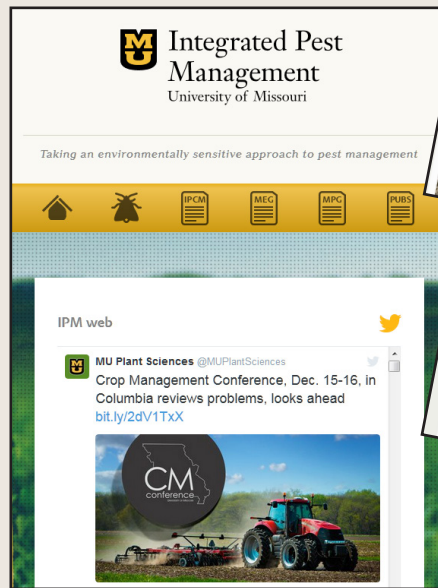 Integrated Pest
Management
University of Missouri
Taking an environmentally sensitive approach to pest management
IPCM
MEG
MPG
PUBS
IPM web
MU Plant Sciences @MUPlantSciences
Crop Management Conference, Dec. 15-16, in
Columbia reviews problems, looks ahead
bit.ly/2dV1TxX
CM
conference